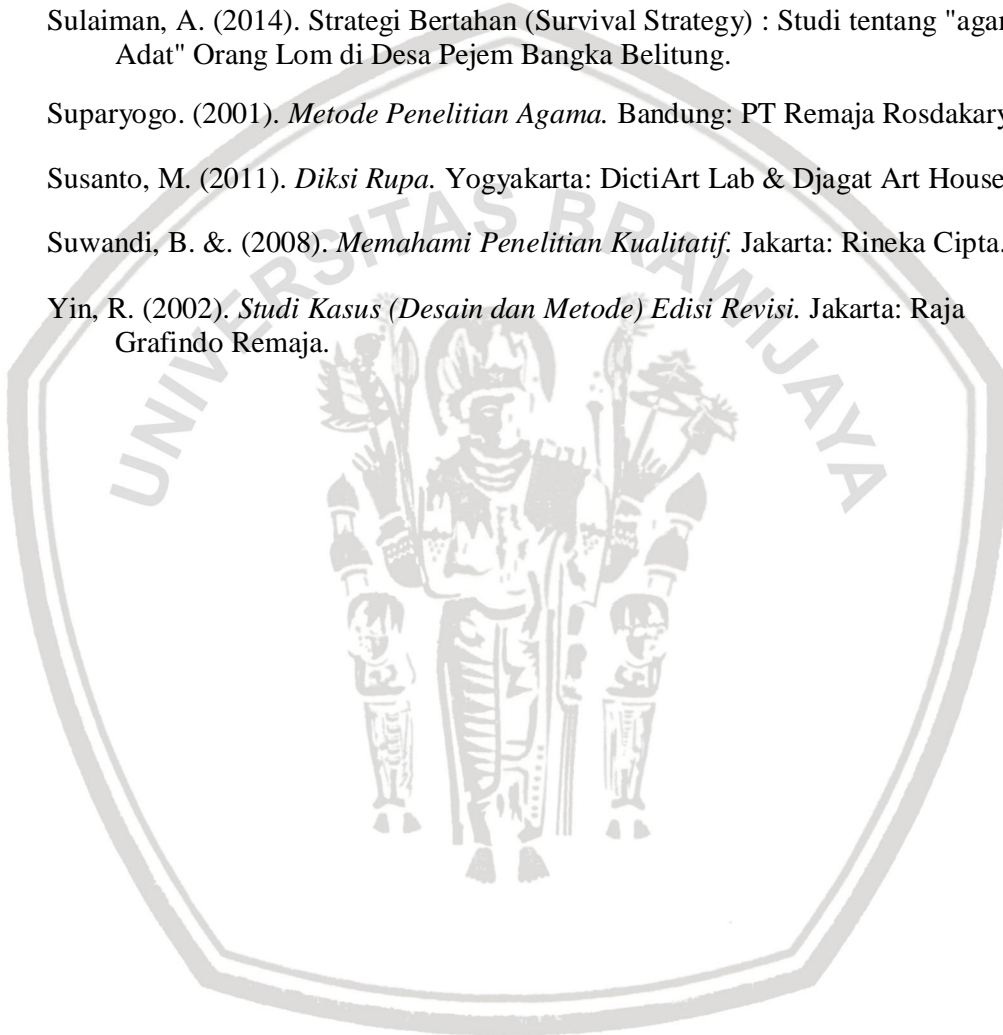 Sulaiman, A. (2014). Strategi Bertahan (Survival Strategy) : Studi tentang "agar
Adat" Orang Lom di Desa Pejem Bangka Belitung.
Suparyogo. (2001). Metode Penelitian Agama. Bandung: PT Remaja Rosdakary
Susanto, M. (2011). Diksi Rupa. Yogyakarta: DictiArt Lab & Djagat Art House
Suwandi, B. &. (2008). Memahami Penelitian Kualitatif. Jakarta: Rineka Cipta.
Yin, R. (2002). Studi Kasus (Desain dan Metode) Edisi Revisi. Jakarta: Raja
Grafindo Remaja.
UNIVERSITAS BRAWIJAYA